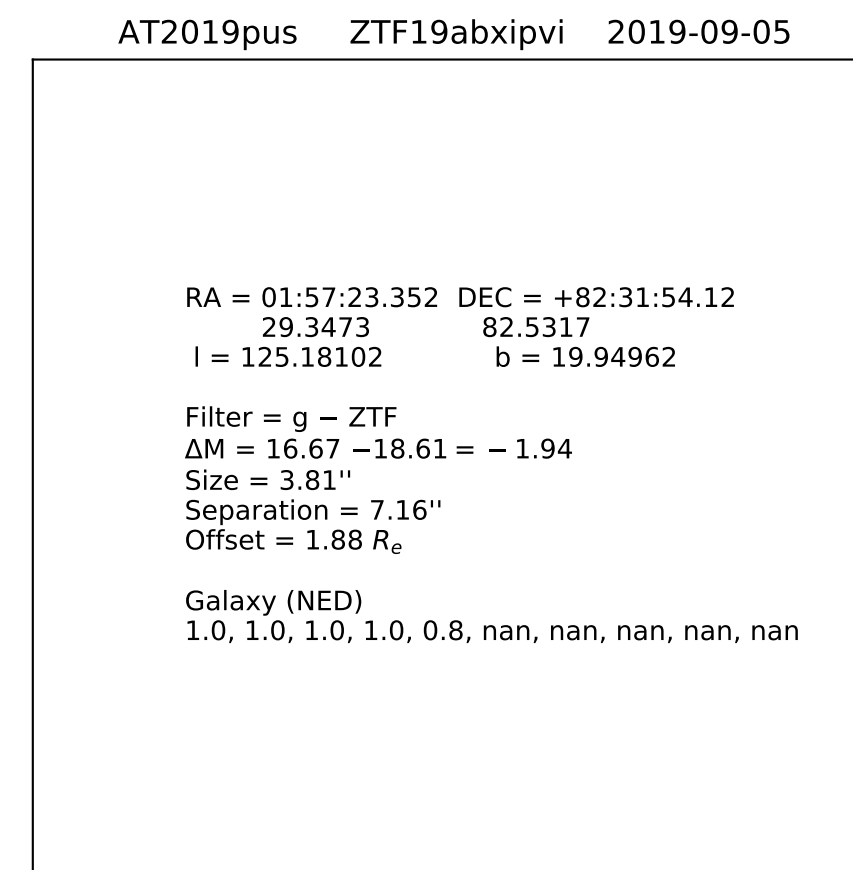 AT2019pus ZTF19abxipvi 2019-09-05
RA = 01:57:23.352 DEC = +82:31:54.12
29.3473 82.5317
l = 125.18102 b = 19.94962
Filter = g − ZTF
ΔM = 16.67 −18.61 = − 1.94
Size = 3.81''
Separation = 7.16''
Offset = 1.88 Rₑ
Galaxy (NED)
1.0, 1.0, 1.0, 1.0, 0.8, nan, nan, nan, nan, nan